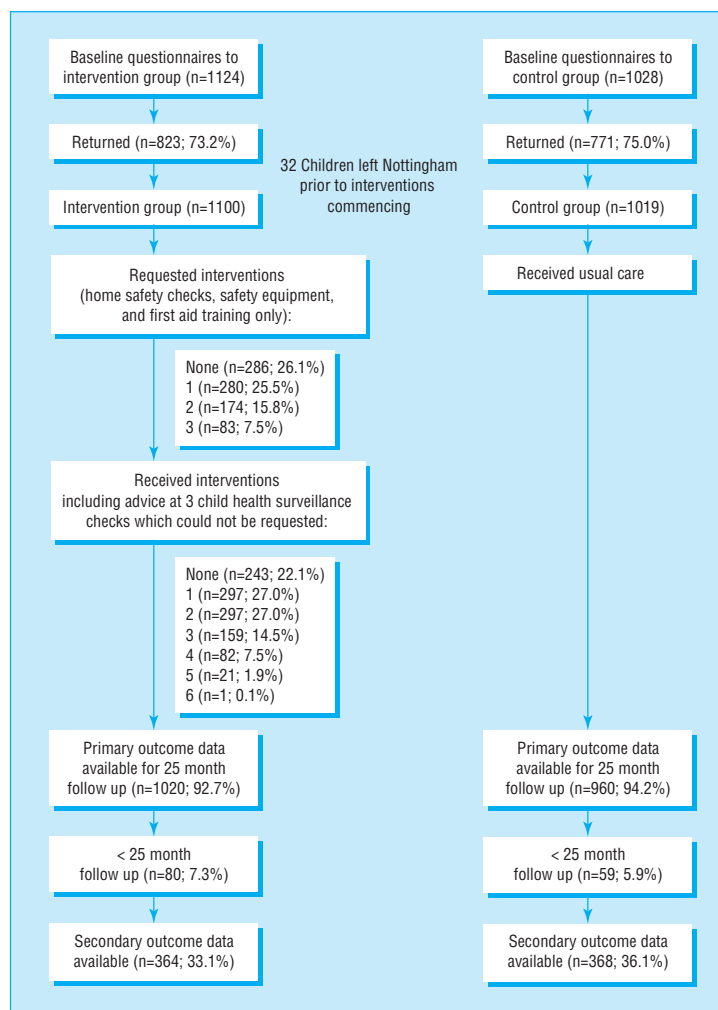 Baseline questionnaires to
intervention group (n=1124)
Returned (n=823; 73.2%)
Intervention group (n=1100)
Requested interventions
(home safety checks, safety equipment,
and first aid training only):
None (n=286; 26.1%)
1 (n=280; 25.5%)
2 (n=174; 15.8%)
3 (n=83; 7.5%)
Received interventions
including advice at 3 child health surveillance
checks which could not be requested:
None (n=243; 22.1%)
1 (n=297; 27.0%)
2 (n=297; 27.0%)
3 (n=159; 14.5%)
4 (n=82; 7.5%)
5 (n=21; 1.9%)
6 (n=1; 0.1%)
Primary outcome data
available for 25 month
follow up (n=1020; 92.7%)
< 25 month
follow up (n=80; 7.3%)
Secondary outcome data
available (n=364; 33.1%)
32 Children left Nottingham
prior to interventions
commencing
Baseline questionnaires to
control group (n=1028)
Returned (n=771; 75.0%)
Control group (n=1019)
Received usual care
Primary outcome data
available for 25 month
follow up (n=960; 94.2%)
< 25 month
follow up (n=59; 5.9%)
Secondary outcome data
available (n=368; 36.1%)